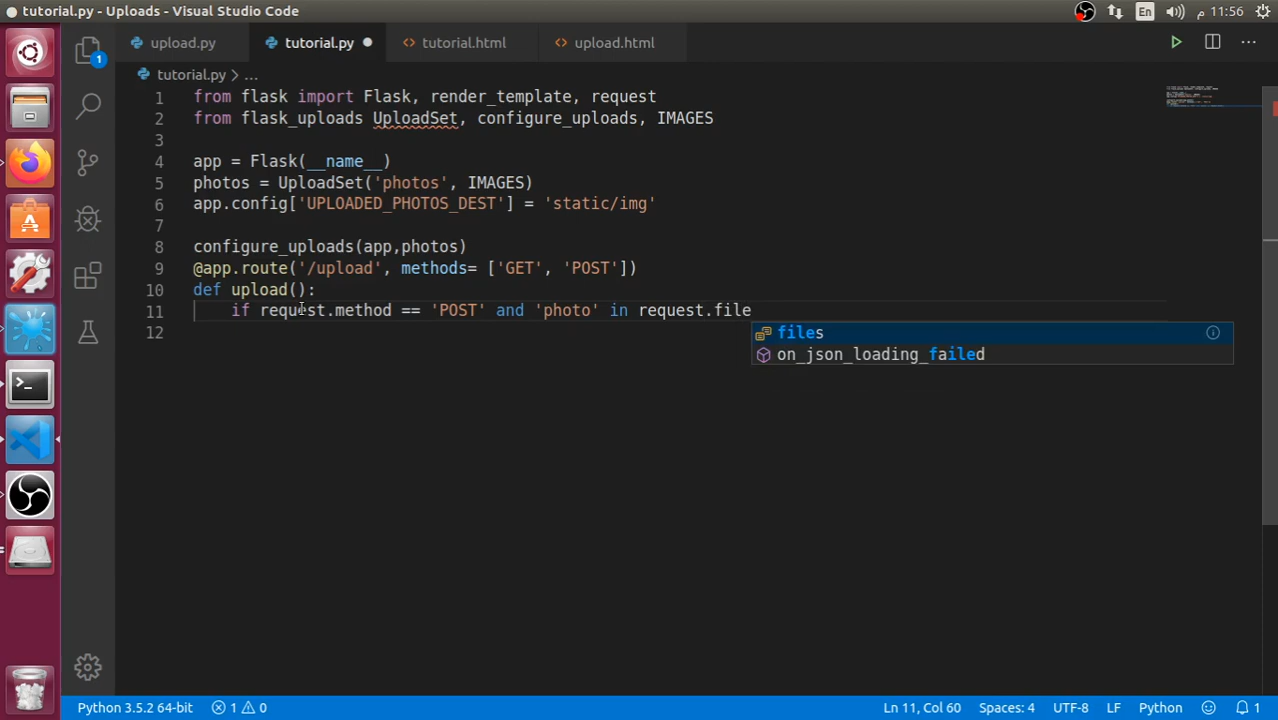 tutorial.py - Uploads - Visual Studio Code
En
11:56 م
1
upload.py
tutorial.py
tutorial.html
upload.html
tutorial.py > ...
1 from flask import Flask, render_template, request
2 from flask_uploads UploadSet, configure_uploads, IMAGES
3
4 app = Flask(__name__)
5 photos = UploadSet('photos', IMAGES)
6 app.config['UPLOADED_PHOTOS_DEST'] = 'static/img'
7
8 configure_uploads(app,photos)
9 @app.route('/upload', methods= ['GET', 'POST'])
10 def upload():
11 if request.method == 'POST' and 'photo' in request.file
files
12
on_json_loading_failed
Python 3.5.2 64-bit
1
0
Ln 11, Col 60
Spaces: 4
UTF-8
LF
Python
1